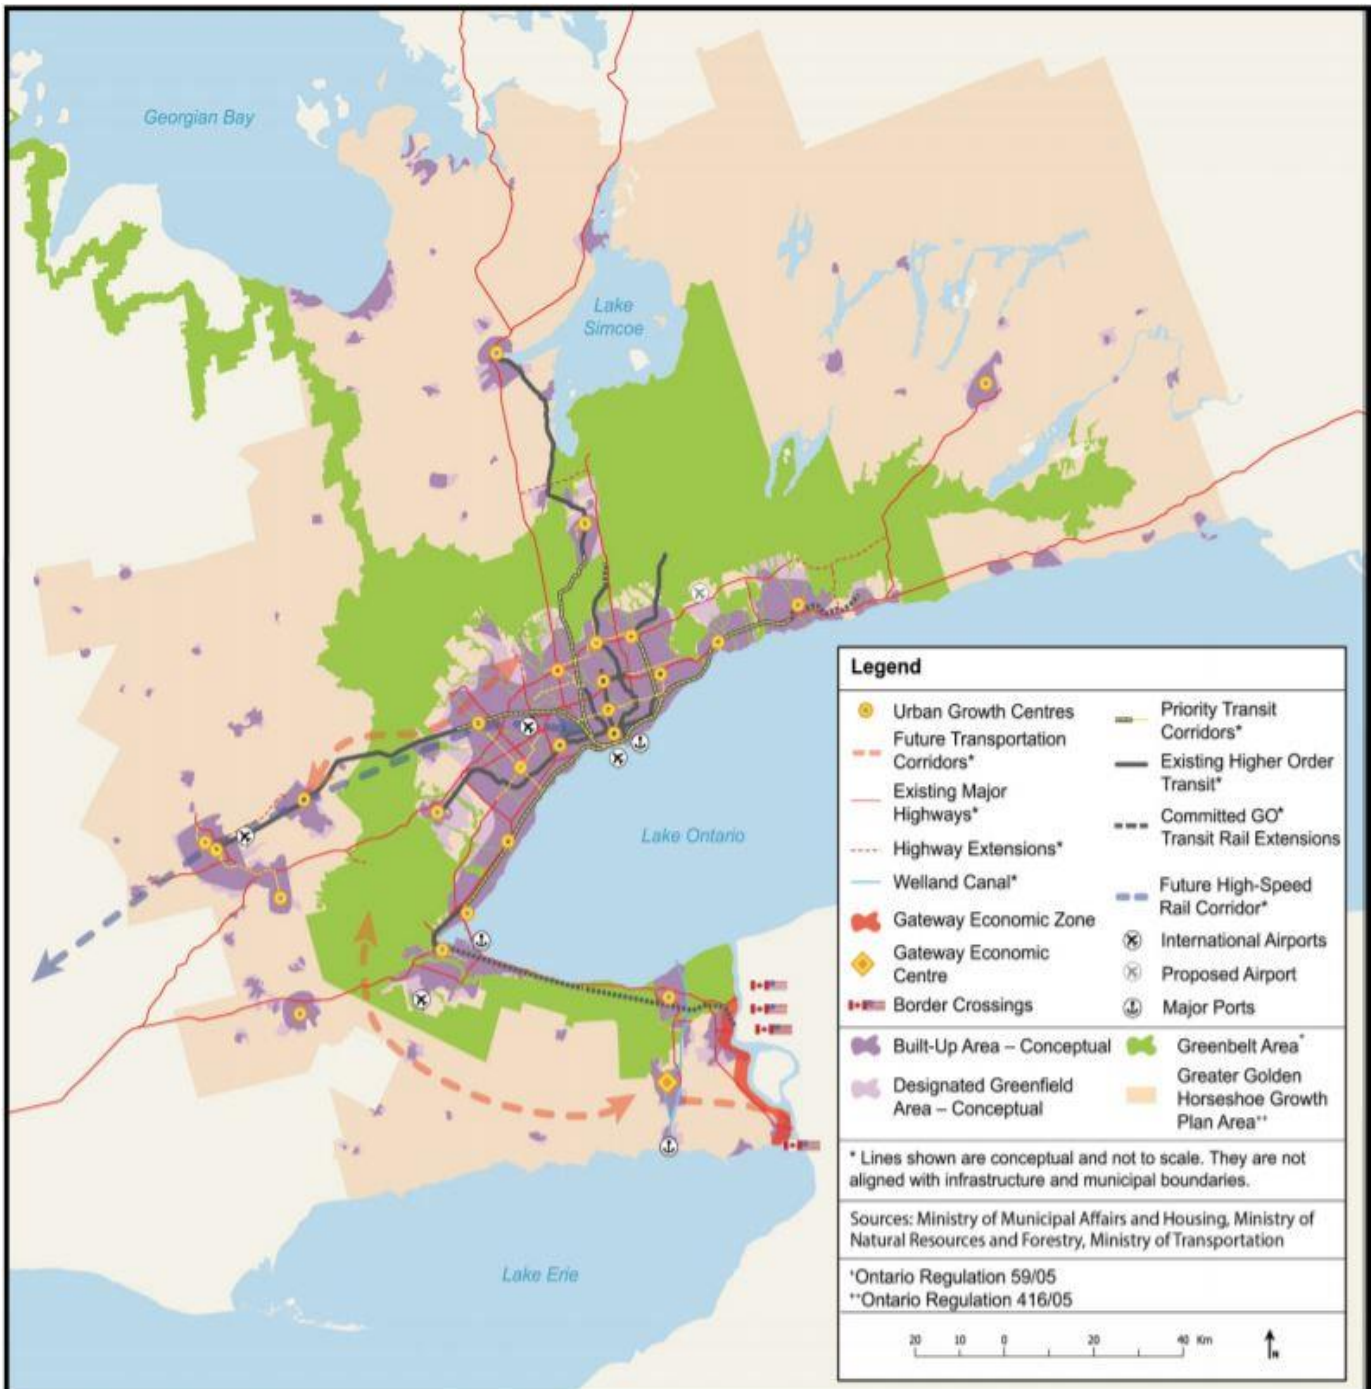 Georgian Bay
Lake
Simcoe
Lake Ontario
Lake Erie
Legend
Urban Growth Centres
Future Transportation
Corridors*
Existing Major
Highways*
Highway Extensions*
Welland Canal*
Gateway Economic Zone
Gateway Economic
Centre
Border Crossings
Priority Transit
Corridors*
Existing Higher Order
Transit*
Committed GO*
Transit Rail Extensions
Future High-Speed
Rail Corridor*
International Airports
Proposed Airport
Major Ports
Built-Up Area – Conceptual
Designated Greenfield
Area – Conceptual
Greenbelt Area⁺
Greater Golden
Horseshoe Growth
Plan Area⁺⁺
* Lines shown are conceptual and not to scale. They are not
aligned with infrastructure and municipal boundaries.
Sources: Ministry of Municipal Affairs and Housing, Ministry of
Natural Resources and Forestry, Ministry of Transportation
⁺Ontario Regulation 59/05
⁺⁺Ontario Regulation 416/05
20 10 0 20 40 Km
N